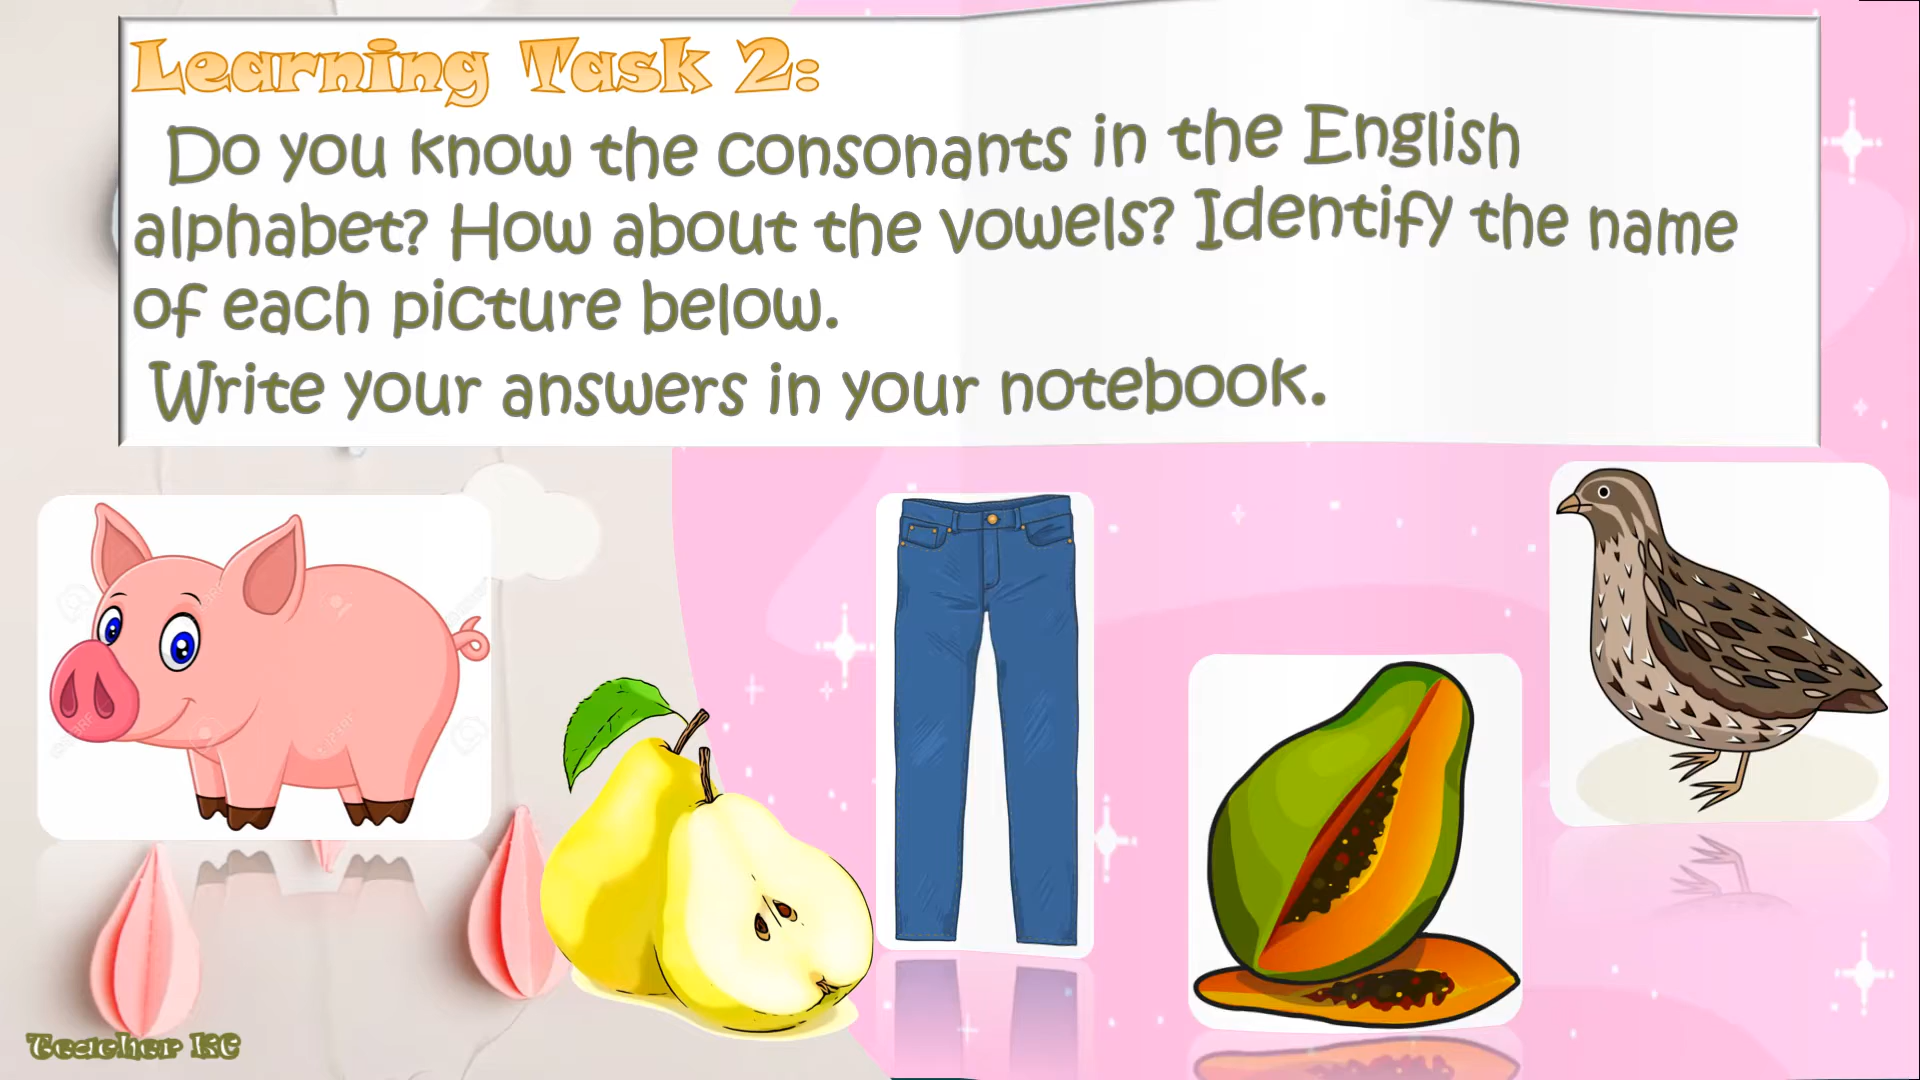 Learning Task 2:
Do you know the consonants in the English
alphabet? How about the vowels? Identify the name
of each picture below.
Write your answers in your notebook.
Teacher KC